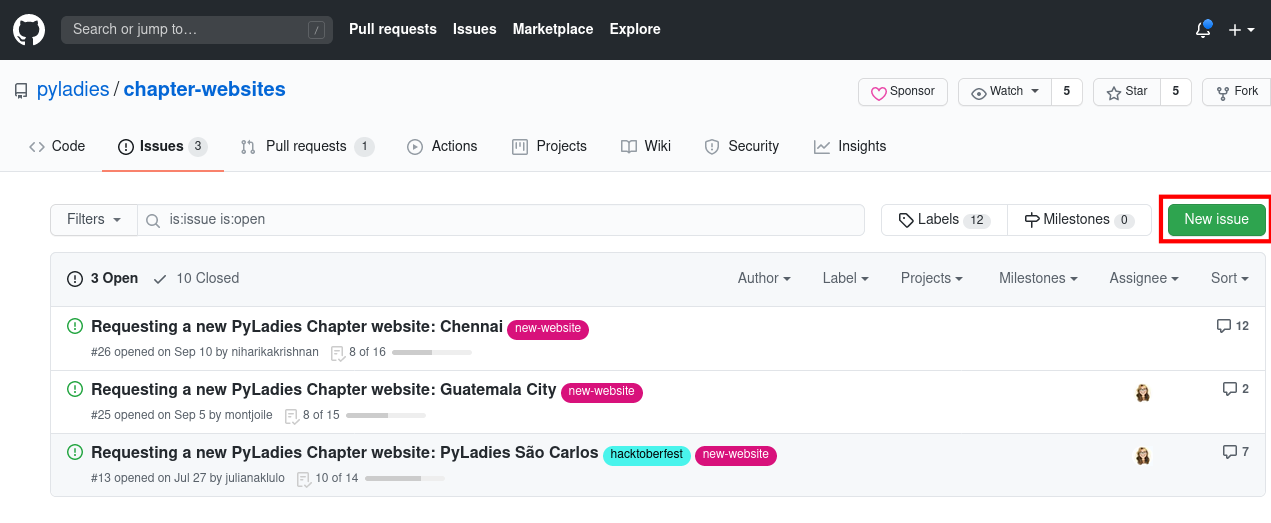 Search or jump to… / Pull requests Issues Marketplace Explore
pyladies / chapter-websites Sponsor Watch 5 Star 5 Fork
Code Issues 3 Pull requests 1 Actions Projects Wiki Security Insights
Filters is:issue is:open Labels 12 Milestones 0 New issue
3 Open 10 Closed Author Label Projects Milestones Assignee Sort
Requesting a new PyLadies Chapter website: Chennai new-website 12
#26 opened on Sep 10 by niharikakrishnan 8 of 16
Requesting a new PyLadies Chapter website: Guatemala City new-website 2
#25 opened on Sep 5 by montjoile 8 of 15
Requesting a new PyLadies Chapter website: PyLadies São Carlos hacktoberfest new-website 7
#13 opened on Jul 27 by julianaklulo 10 of 14